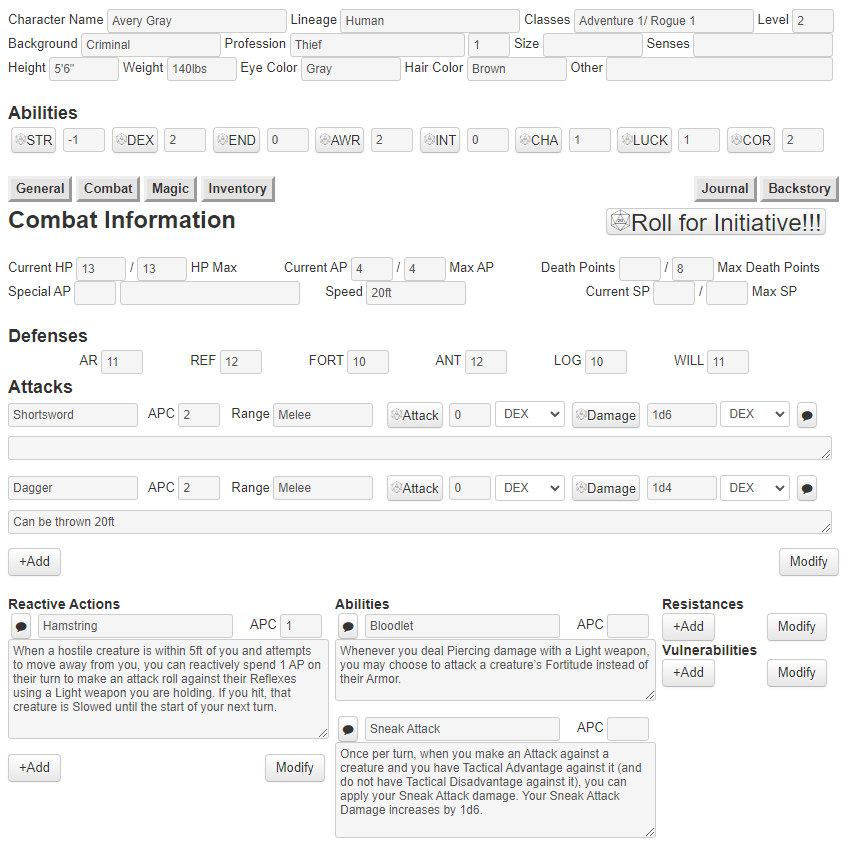 Character Name Avery Gray Lineage Human Classes Adventure 1/ Rogue 1 Level 2
Background Criminal Profession Thief 1 Size Senses
Height 5'6" Weight 140lbs Eye Color Gray Hair Color Brown Other
Abilities
STR -1 DEX 2 END 0 AWR 2 INT 0 CHA 1 LUCK 1 COR 2
General Combat Magic Inventory Journal Backstory
Combat Information Roll for Initiative!!!
Current HP 13 / 13 HP Max Current AP 4 / 4 Max AP Death Points / 8 Max Death Points
Special AP Speed 20ft Current SP / Max SP
Defenses
AR 11 REF 12 FORT 10 ANT 12 LOG 10 WILL 11
Attacks
Shortsword APC 2 Range Melee Attack 0 DEX Damage 1d6 DEX
Dagger APC 2 Range Melee Attack 0 DEX Damage 1d4 DEX
Can be thrown 20ft
+Add Modify
Reactive Actions
Hamstring APC 1
When a hostile creature is within 5ft of you and attempts
to move away from you, you can reactively spend 1 AP on
their turn to make an attack roll against their Reflexes
using a Light weapon you are holding. If you hit, that
creature is Slowed until the start of your next turn.
+Add Modify
Abilities
Bloodlet APC
Whenever you deal Piercing damage with a Light weapon,
you may choose to attack a creature's Fortitude instead of
their Armor.
Sneak Attack APC
Once per turn, when you make an Attack against a
creature and you have Tactical Advantage against it (and
do not have Tactical Disadvantage against it), you can
apply your Sneak Attack damage. Your Sneak Attack
Damage increases by 1d6.
Resistances
+Add Modify
Vulnerabilities
+Add Modify